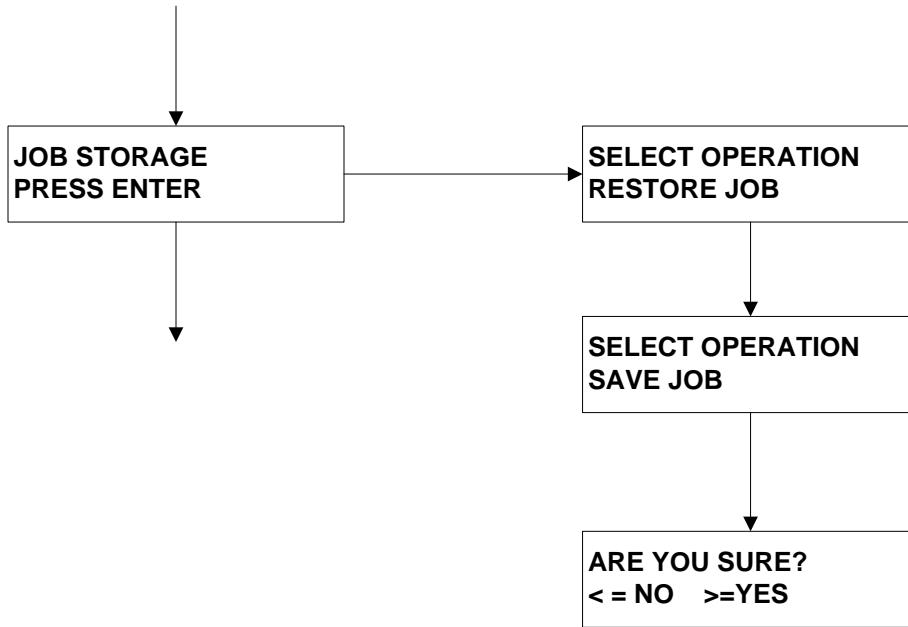 JOB STORAGE
PRESS ENTER
SELECT OPERATION
RESTORE JOB
SELECT OPERATION
SAVE JOB
ARE YOU SURE?
< = NO    >=YES